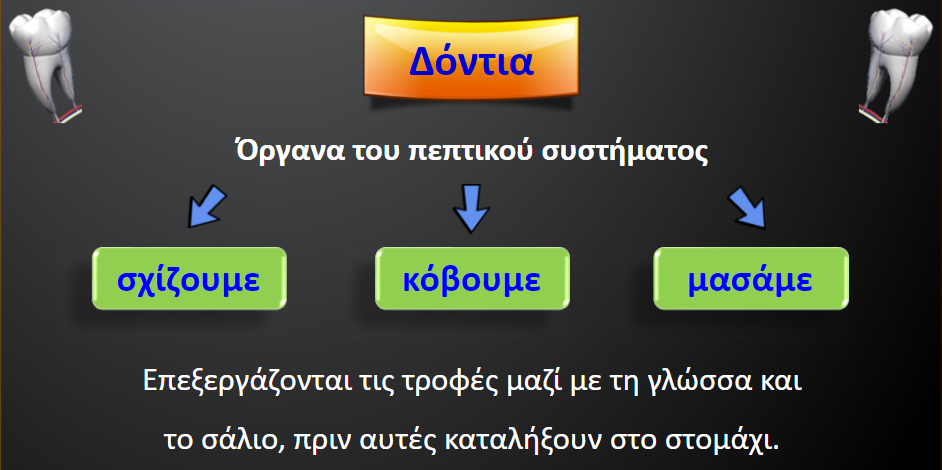 Δόντια
Όργανα του πεπτικού συστήματος
σχίζουμε
κόβουμε
μασάμε
Επεξεργάζονται τις τροφές μαζί με τη γλώσσα και
το σάλιο, πριν αυτές καταλήξουν στο στομάχι.